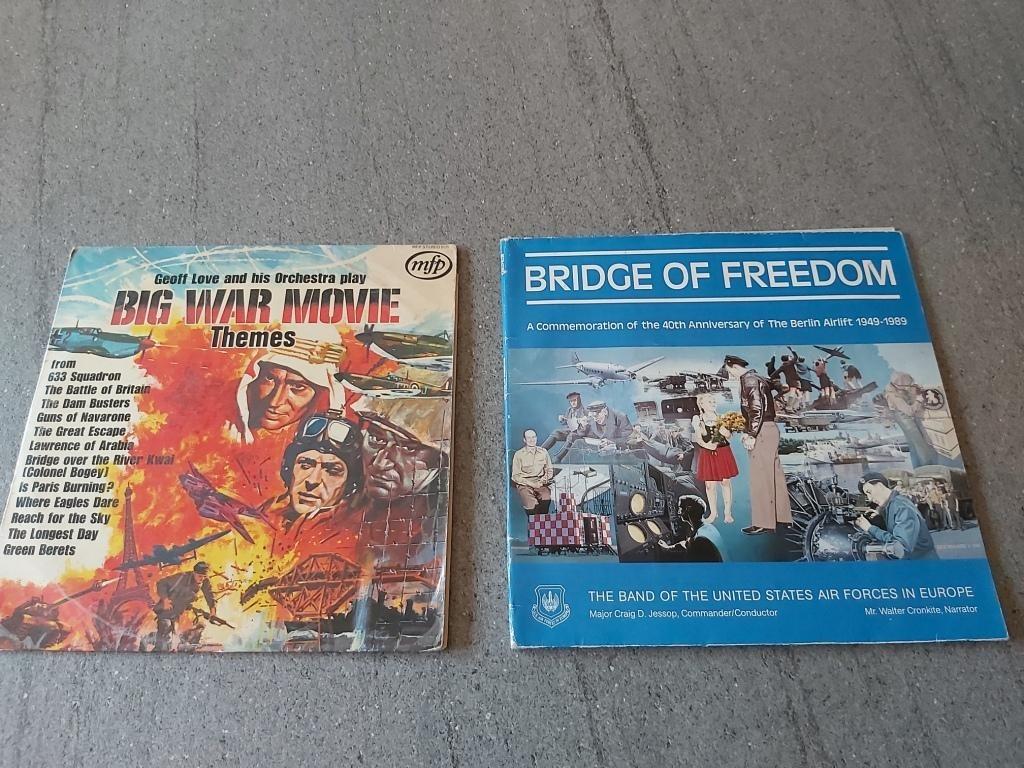 MFP STEREO
mfp
Geoff Love and his Orchestra play
BIG WAR MOVIE
Themes
from
633 Squadron
The Battle of Britain
The Dam Busters
Guns of Navarone
The Great Escape
Lawrence of Arabia
Bridge over the River Kwai
(Colonel Bogey)
Is Paris Burning?
Where Eagles Dare
Reach for the Sky
The Longest Day
Green Berets
BRIDGE OF FREEDOM
A Commemoration of the 40th Anniversary of The Berlin Airlift 1949-1989
THE BAND OF THE UNITED STATES AIR FORCES IN EUROPE
Major Craig D. Jessop, Commander/Conductor
Mr. Walter Cronkite, Narrator